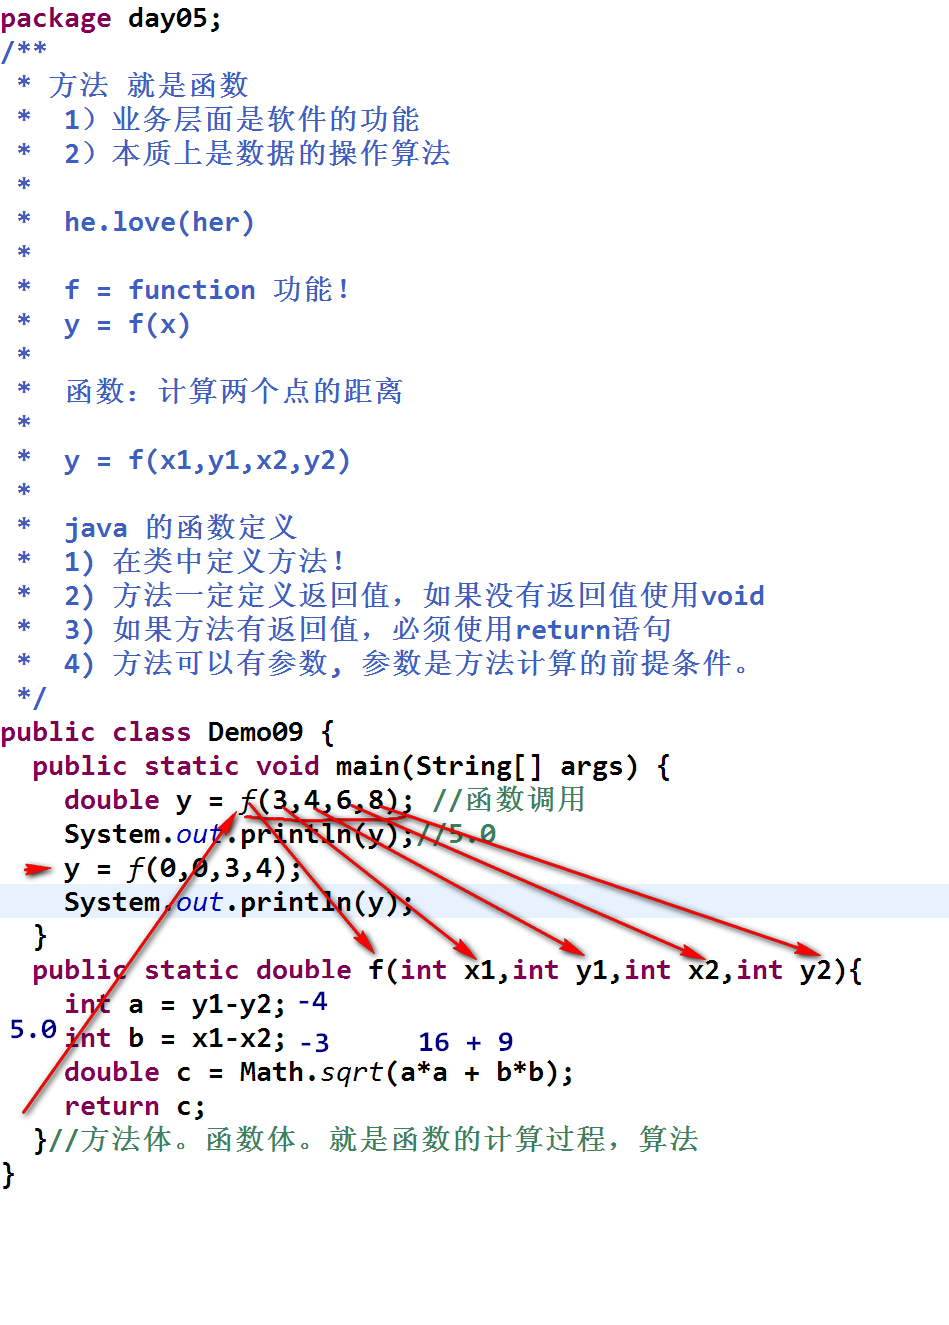 package day05;
/**
 * 方法 就是函数
 *  1）业务层面是软件的功能
 *  2）本质上是数据的操作算法
 *
 *  he.love(her)
 *
 *  f = function 功能！
 *  y = f(x)
 *
 *  函数：计算两个点的距离
 *
 *  y = f(x1,y1,x2,y2)
 *
 *  java 的函数定义
 *  1) 在类中定义方法！
 *  2) 方法一定定义返回值，如果没有返回值使用void
 *  3) 如果方法有返回值，必须使用return语句
 *  4) 方法可以有参数, 参数是方法计算的前提条件。
 */
public class Demo09 {
  public static void main(String[] args) {
    double y = f(3,4,6,8); //函数调用
    System.out.println(y);//5.0
    y = f(0,0,3,4);
    System.out.println(y);
  }
  public static double f(int x1,int y1,int x2,int y2){
    int a = y1-y2; -4
5.0 int b = x1-x2; -3 16 + 9
    double c = Math.sqrt(a*a + b*b);
    return c;
  }//方法体。函数体。就是函数的计算过程，算法
}